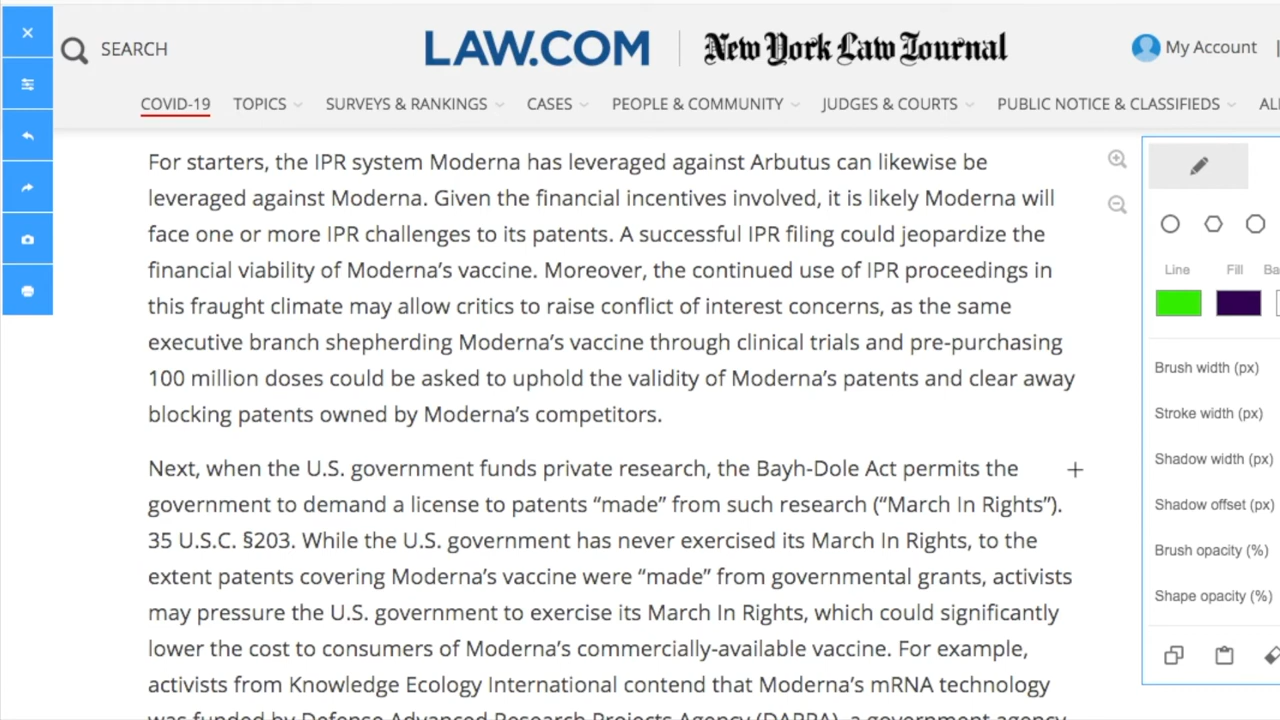 SEARCH
LAW.COM
New York Law Journal
My Account
COVID-19 TOPICS SURVEYS & RANKINGS CASES PEOPLE & COMMUNITY JUDGES & COURTS PUBLIC NOTICE & CLASSIFIEDS
For starters, the IPR system Moderna has leveraged against Arbutus can likewise be
leveraged against Moderna. Given the financial incentives involved, it is likely Moderna will
face one or more IPR challenges to its patents. A successful IPR filing could jeopardize the
financial viability of Moderna’s vaccine. Moreover, the continued use of IPR proceedings in
this fraught climate may allow critics to raise conflict of interest concerns, as the same
executive branch shepherding Moderna’s vaccine through clinical trials and pre-purchasing
100 million doses could be asked to uphold the validity of Moderna’s patents and clear away
blocking patents owned by Moderna’s competitors.
Next, when the U.S. government funds private research, the Bayh-Dole Act permits the
government to demand a license to patents “made” from such research (“March In Rights”).
35 U.S.C. §203. While the U.S. government has never exercised its March In Rights, to the
extent patents covering Moderna’s vaccine were “made” from governmental grants, activists
may pressure the U.S. government to exercise its March In Rights, which could significantly
lower the cost to consumers of Moderna’s commercially-available vaccine. For example,
activists from Knowledge Ecology International contend that Moderna’s mRNA technology
was funded by Defense Advanced Research Projects Agency (DARPA), a government agency
Line Fill
Brush width (px)
Stroke width (px)
Shadow width (px)
Shadow offset (px)
Brush opacity (%)
Shape opacity (%)